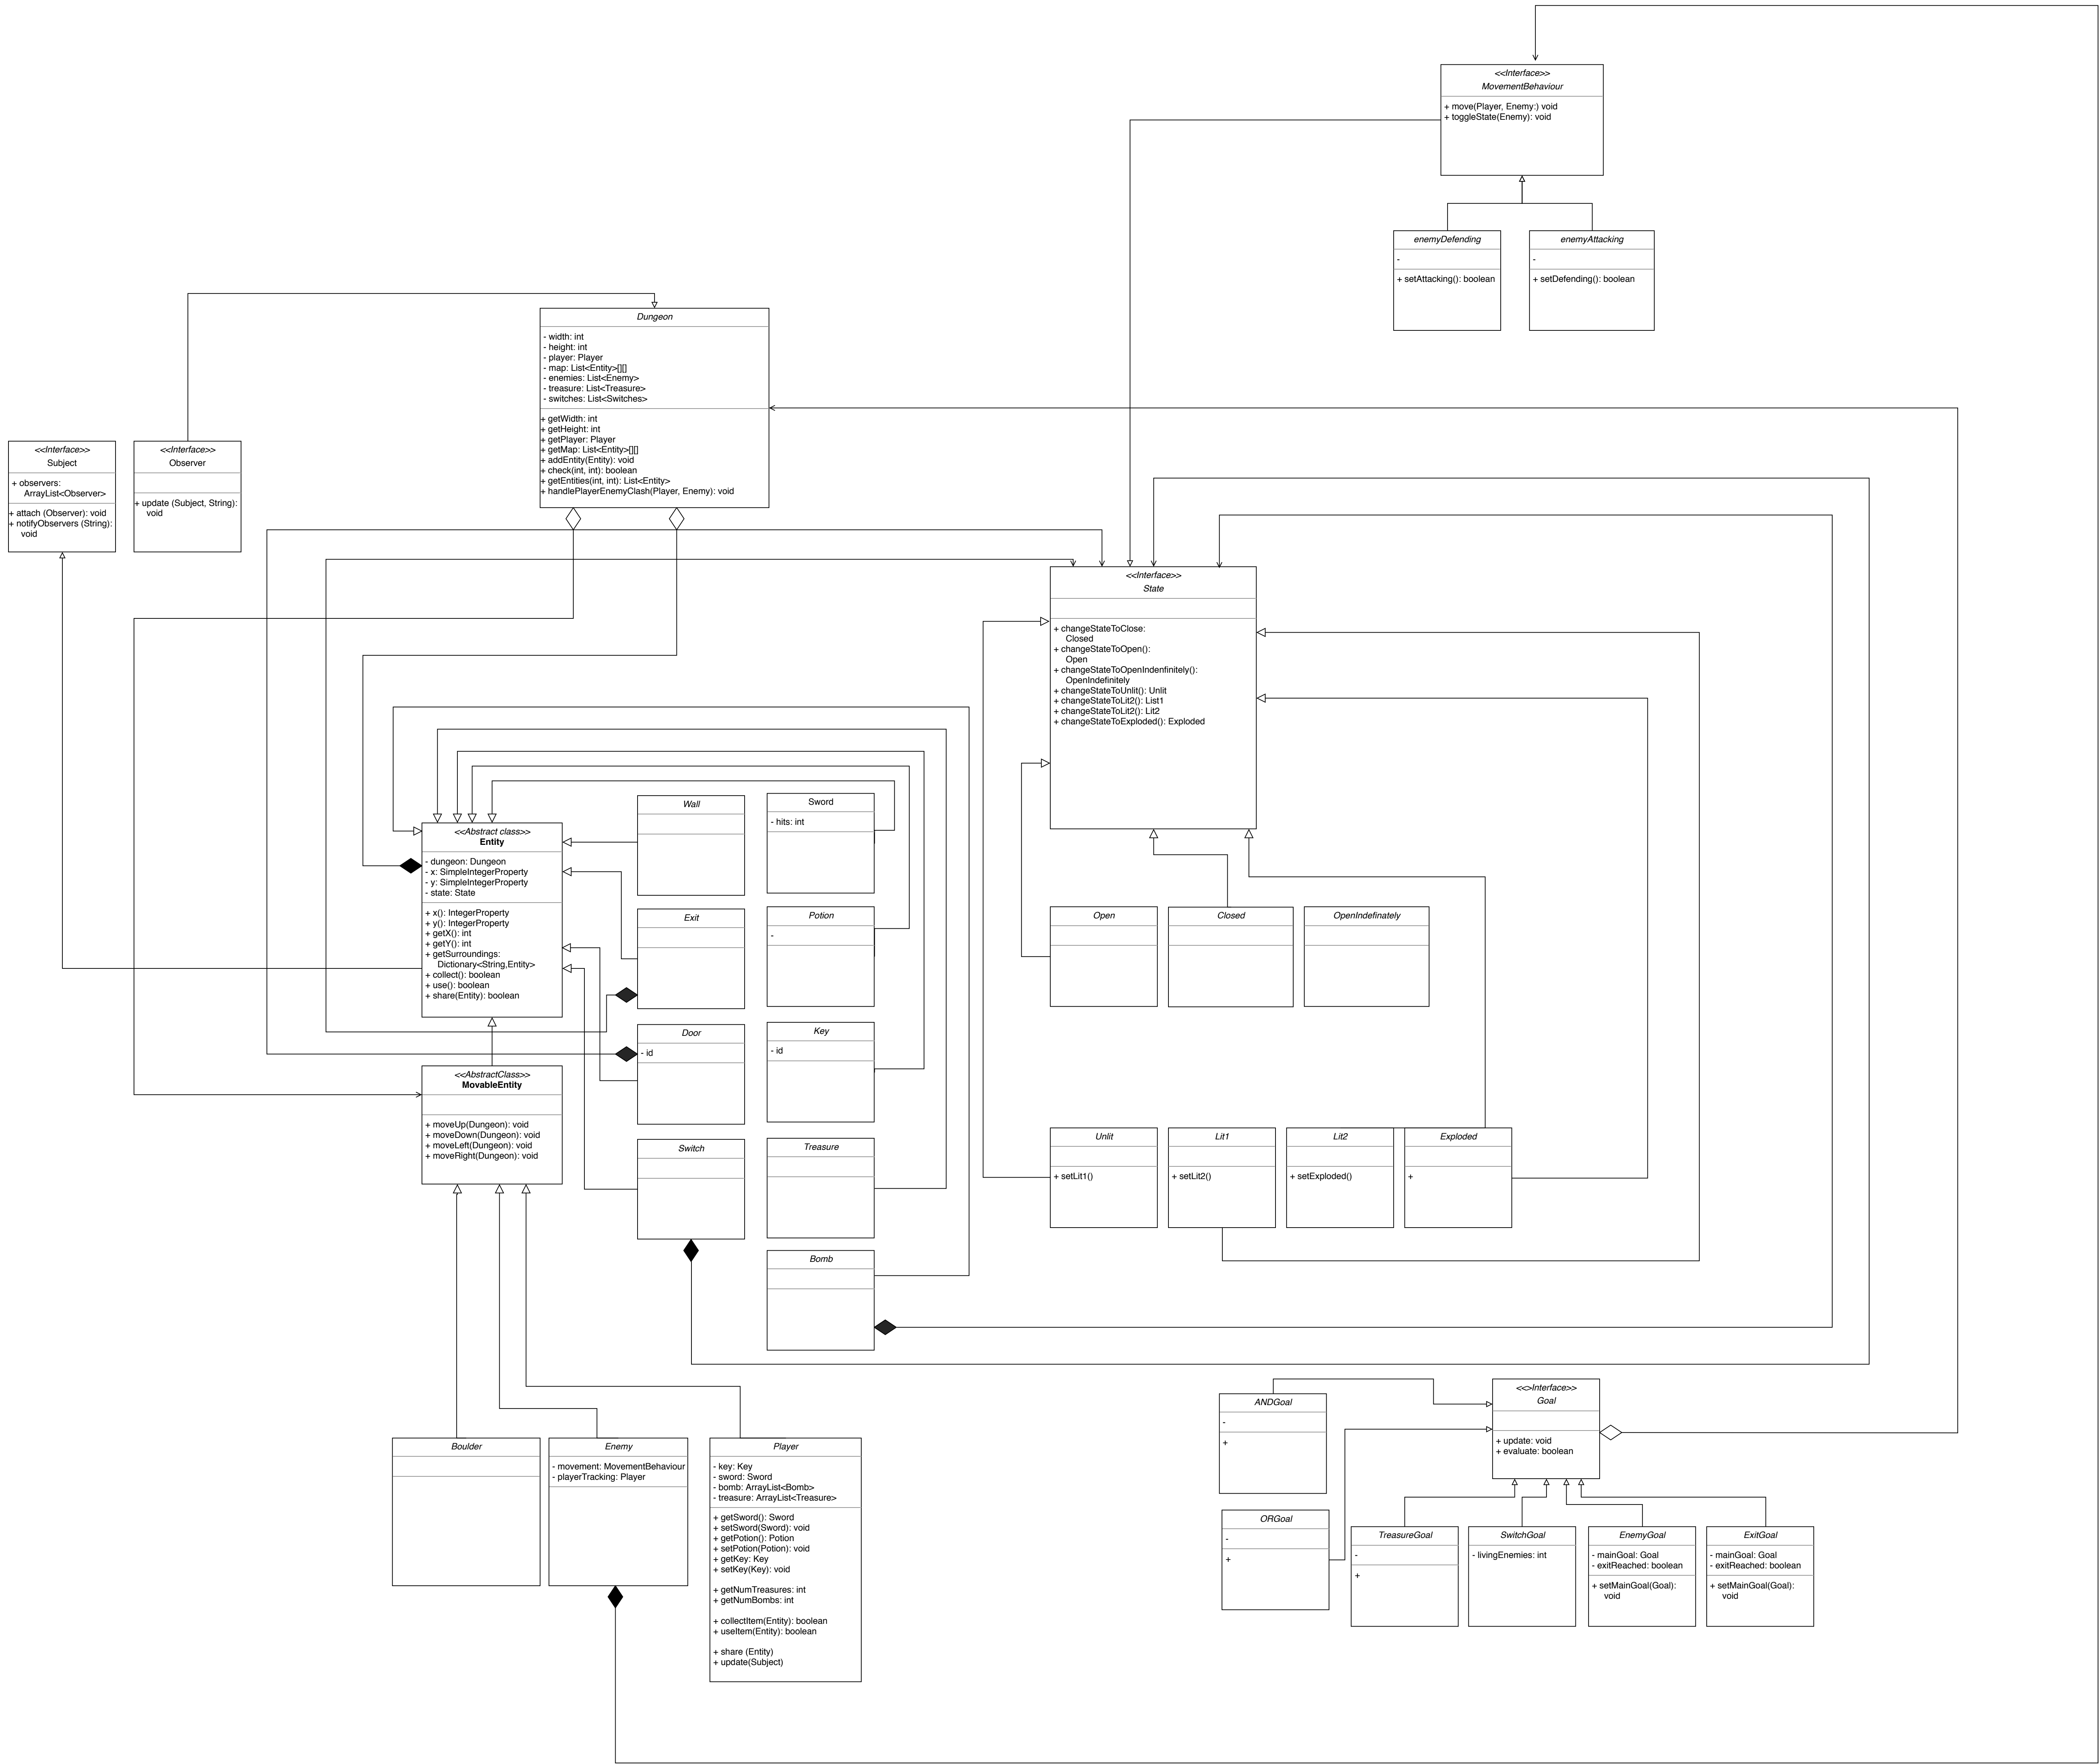 <<Interface>>
MovementBehaviour
+ move(Player, Enemy:) void
+ toggleState(Enemy): void
enemyDefending
-
+ setAttacking(): boolean
enemyAttacking
-
+ setDefending(): boolean
Dungeon
- width: int
- height: int
- player: Player
- map: List<Entity>[][]
- enemies: List<Enemy>
- treasure: List<Treasure>
- switches: List<Switches>
+ getWidth: int
+ getHeight: int
+ getPlayer: Player
+ getMap: List<Entity>[][]
+ addEntity(Entity): void
+ check(int, int): boolean
+ getEntities(int, int): List<Entity>
+ handlePlayerEnemyClash(Player, Enemy): void
<<Interface>>
Subject
+ observers:
ArrayList<Observer>
+ attach (Observer): void
+ notifyObservers (String):
void
<<Interface>>
Observer
+ update (Subject, String):
void
<<Interface>>
State
+ changeStateToClose:
Closed
+ changeStateToOpen():
Open
+ changeStateToOpenIndenfinitely():
OpenIndefinitely
+ changeStateToUnlit(): Unlit
+ changeStateToLit2(): List1
+ changeStateToLit2(): Lit2
+ changeStateToExploded(): Exploded
<<Abstract class>>
Entity
- dungeon: Dungeon
- x: SimpleIntegerProperty
- y: SimpleIntegerProperty
- state: State
+ x(): IntegerProperty
+ y(): IntegerProperty
+ getX(): int
+ getY(): int
+ getSurroundings:
Dictionary<String,Entity>
+ collect(): boolean
+ use(): boolean
+ share(Entity): boolean
Wall
Sword
- hits: int
Exit
Potion
-
Door
- id
Key
- id
Switch
Treasure
Bomb
<<AbstractClass>>
MovableEntity
+ moveUp(Dungeon): void
+ moveDown(Dungeon): void
+ moveLeft(Dungeon): void
+ moveRight(Dungeon): void
Open
Closed
OpenIndefinately
Unlit
+ setLit1()
Lit1
+ setLit2()
Lit2
+ setExploded()
Exploded
+
Boulder
Enemy
- movement: MovementBehaviour
- playerTracking: Player
Player
- key: Key
- sword: Sword
- bomb: ArrayList<Bomb>
- treasure: ArrayList<Treasure>
+ getSword(): Sword
+ setSword(Sword): void
+ getPotion(): Potion
+ setPotion(Potion): void
+ getKey: Key
+ setKey(Key): void
+ getNumTreasures: int
+ getNumBombs: int
+ collectItem(Entity): boolean
+ useItem(Entity): boolean
+ share (Entity)
+ update(Subject)
ANDGoal
-
+
<<>Interface>>
Goal
+ update: void
+ evaluate: boolean
ORGoal
-
+
TreasureGoal
-
+
SwitchGoal
- livingEnemies: int
EnemyGoal
- mainGoal: Goal
- exitReached: boolean
+ setMainGoal(Goal):
void
ExitGoal
- mainGoal: Goal
- exitReached: boolean
+ setMainGoal(Goal):
void